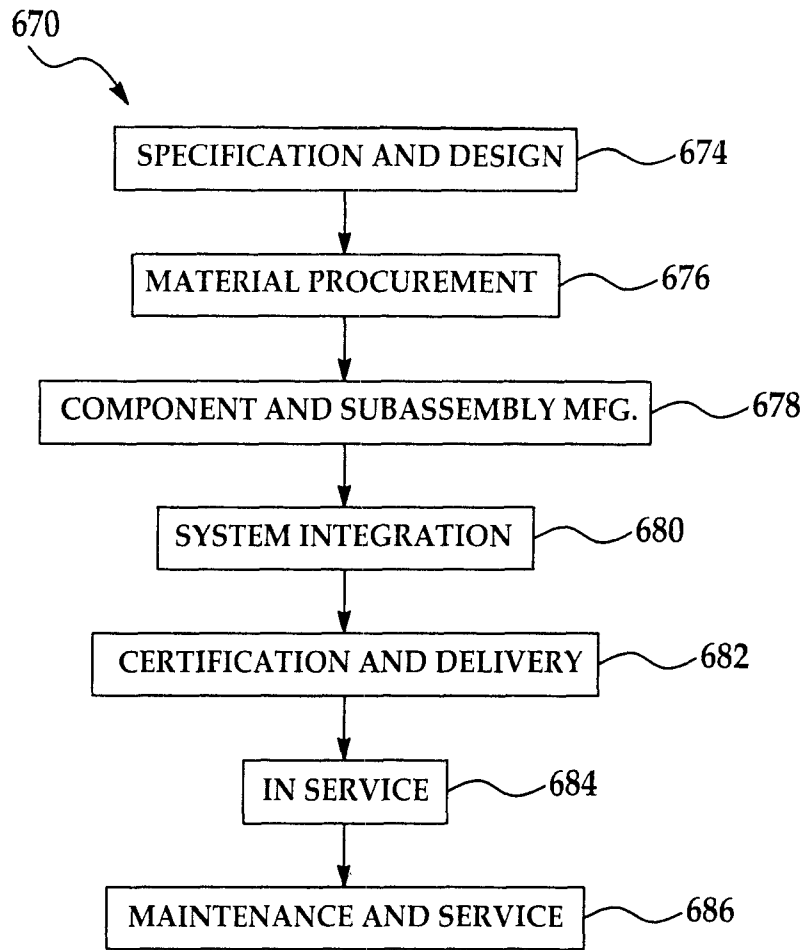 670
SPECIFICATION AND DESIGN 674
MATERIAL PROCUREMENT 676
COMPONENT AND SUBASSEMBLY MFG. 678
SYSTEM INTEGRATION 680
CERTIFICATION AND DELIVERY 682
IN SERVICE 684
MAINTENANCE AND SERVICE 686